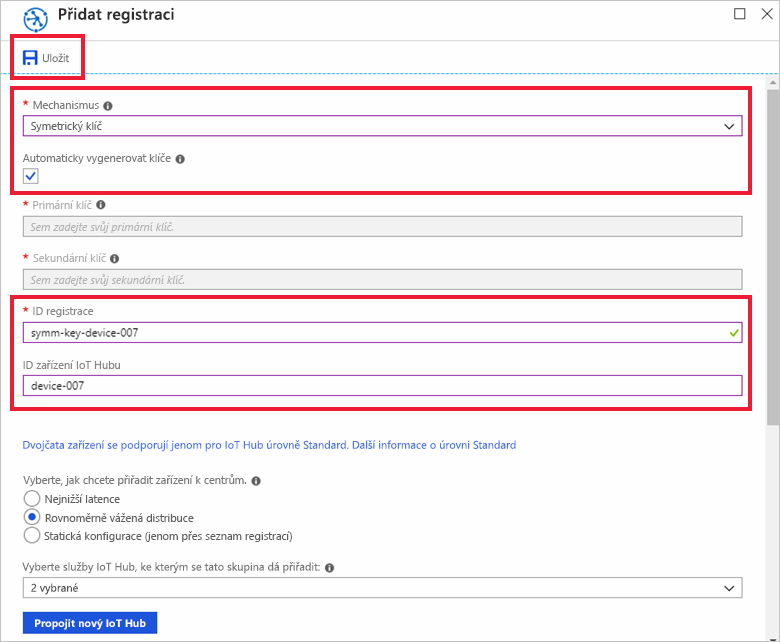 Přidat registraci
Uložit
* Mechanismus
Symetrický klíč
Automaticky vygenerovat klíče
* Primární klíč
Sem zadejte svůj primární klíč.
* Sekundární klíč
Sem zadejte svůj sekundární klíč.
* ID registrace
symm-key-device-007
ID zařízení IoT Hubu
device-007
Dvojčata zařízení se podporují jenom pro IoT Hub úrovně Standard. Další informace o úrovni Standard
Vyberte, jak chcete přiřadit zařízení k centrům.
Nejnižší latence
Rovnoměrně vážená distribuce
Statická konfigurace (jenom přes seznam registrací)
Vyberte služby IoT Hub, ke kterým se tato skupina dá přiřadit:
2 vybrané
Propojit nový IoT Hub